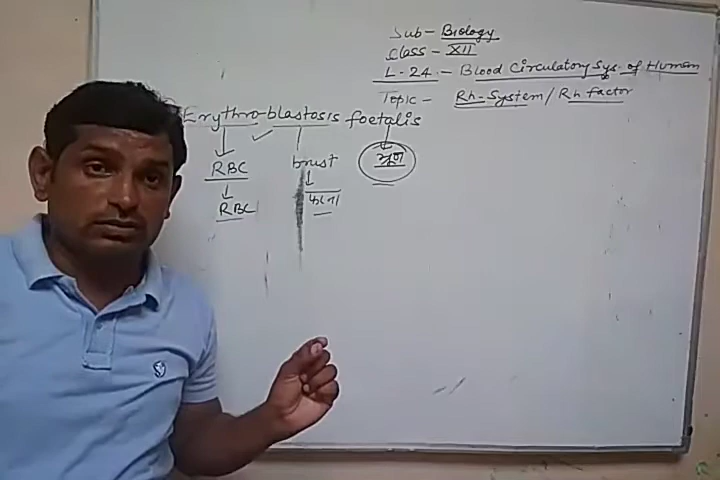 Sub- Biology
Class - XII
L-24. - Blood Circulatory Sys. of Human
Topic - Rh-System/Rh factor
Erythro-blastosis foetalis
RBC brust भ्रूण
RBC फटना